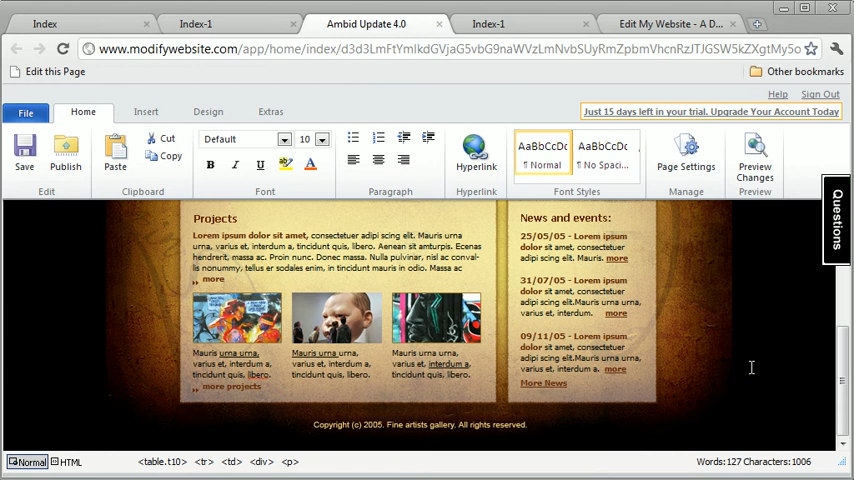 Index
Index-1
Ambid Update 4.0
Index-1
Edit My Website - A D...
www.modifywebsite.com/app/home/index/d3d3LmFtYmlkdGVjaG5vbG9naWVzLmNvbSUyRmZpbmVhcnRzJTJGSW5kZXgtMy5o
Edit this Page
Other bookmarks
Help
Sign Out
File
Home
Insert
Design
Extras
Just 15 days left in your trial. Upgrade Your Account Today
Save
Publish
Paste
Cut
Copy
Default
10
B I U
A
Hyperlink
AaBbCcDc
¶ Normal
AaBbCcDc
¶ No Spaci...
Page Settings
Preview Changes
Edit
Clipboard
Font
Paragraph
Hyperlink
Font Styles
Manage
Preview
Questions
Projects
Lorem ipsum dolor sit amet, consectetuer adipi scing elit. Mauris urna
urna, varius et, interdum a, tincidunt quis, libero. Aenean sit amturpis. Ecenas
hendrerit, massa ac. Proin nunc. Donec massa. Nulla pulvinar, nisl ac conval-
lis nonummy, tellus er sodales enim, in tincidunt mauris in odio. Massa ac
more
Mauris urna urna,
varius et, interdum a,
tincidunt quis, libero.
more projects
Mauris urna urna,
varius et, interdum a,
tincidunt quis, libero.
Mauris urna urna,
varius et, interdum a,
tincidunt quis, libero.
News and events:
25/05/05 - Lorem ipsum
dolor sit amet, consectetuer
adipi scing elit. Mauris. more
31/07/05 - Lorem ipsum
dolor sit amet, consectetuer
adipi scing elit.Mauris urna urna,
varius et, interdum. more
09/11/05 - Lorem ipsum
dolor sit amet, consectetuer
adipi scing elit.Mauris urna urna,
varius et, interdum a. more
More News
Copyright (c) 2005. Fine artists gallery. All rights reserved.
Normal
HTML
<table.t10> <tr> <td> <div> <p>
Words:127 Characters:1006